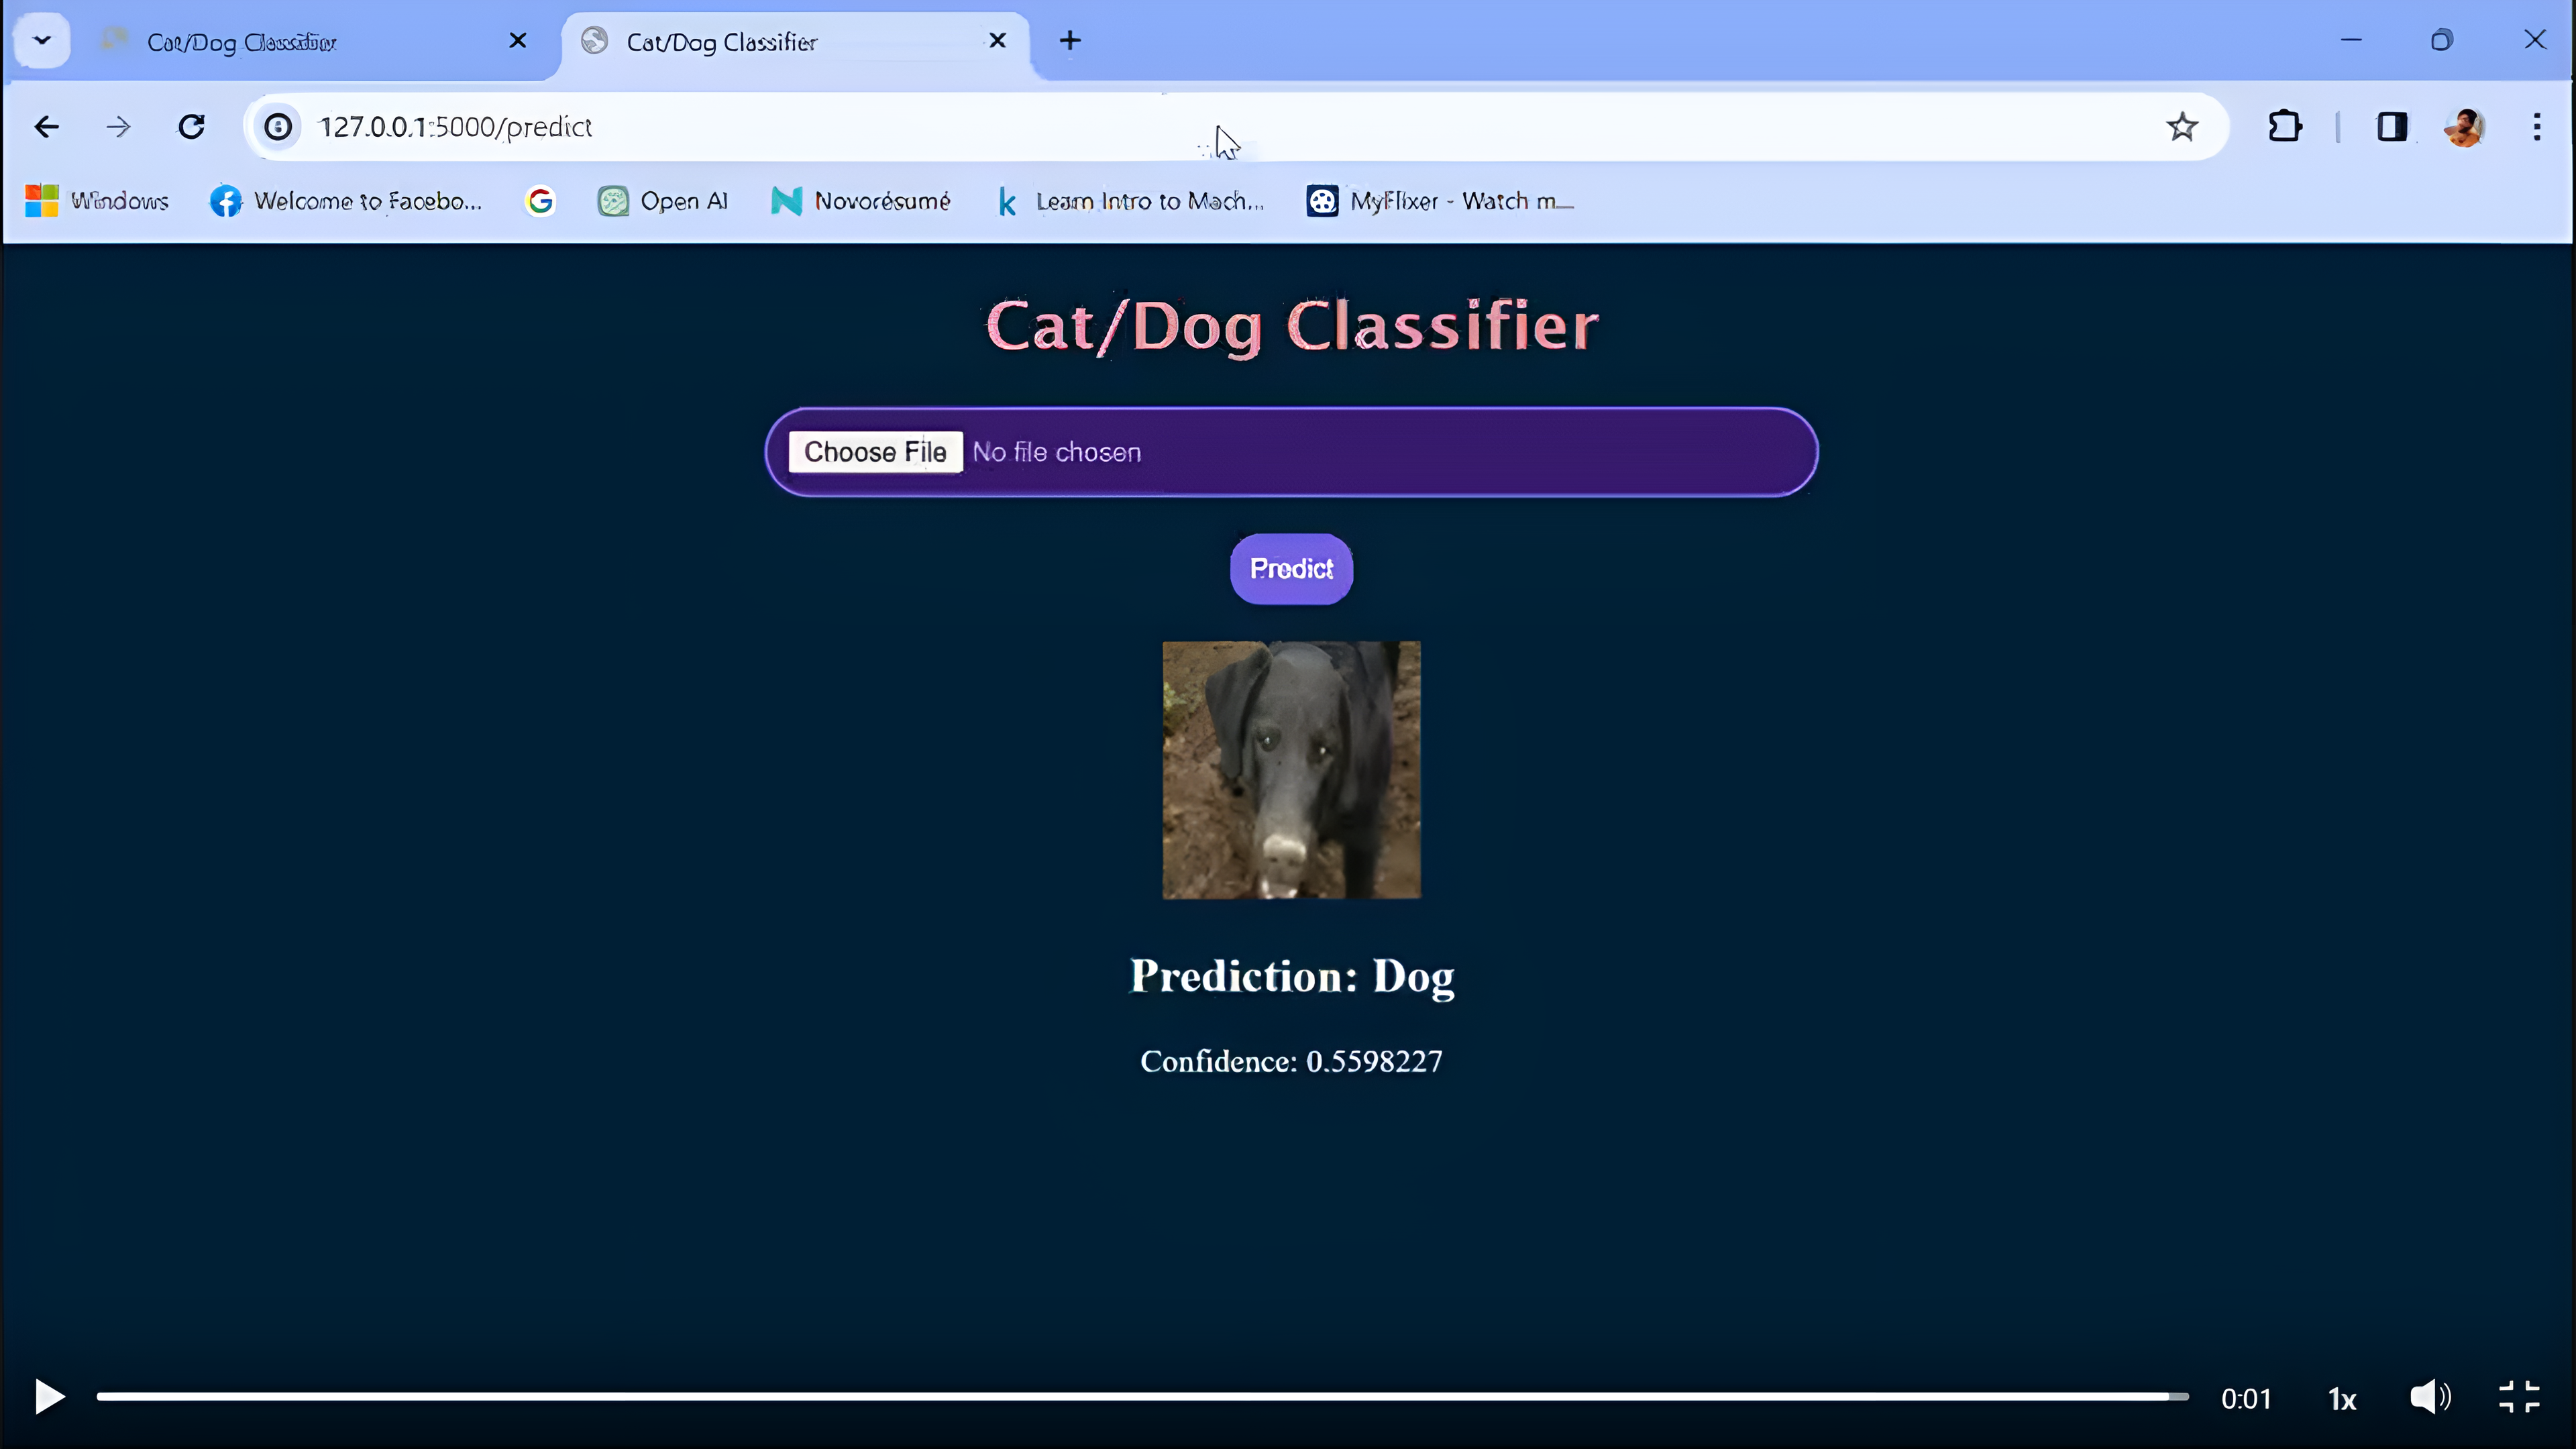 Cat/Dog Classifier
Cat/Dog Classifier
127.0.0.1:5000/predict
Windows Welcome to Facebo... Open AI Novorésumé Learn Intro to Mach... MyFlixer - Watch m...
Cat/Dog Classifier
Choose File No file chosen
Predict
Prediction: Dog
Confidence: 0.5598227
0:01 1x